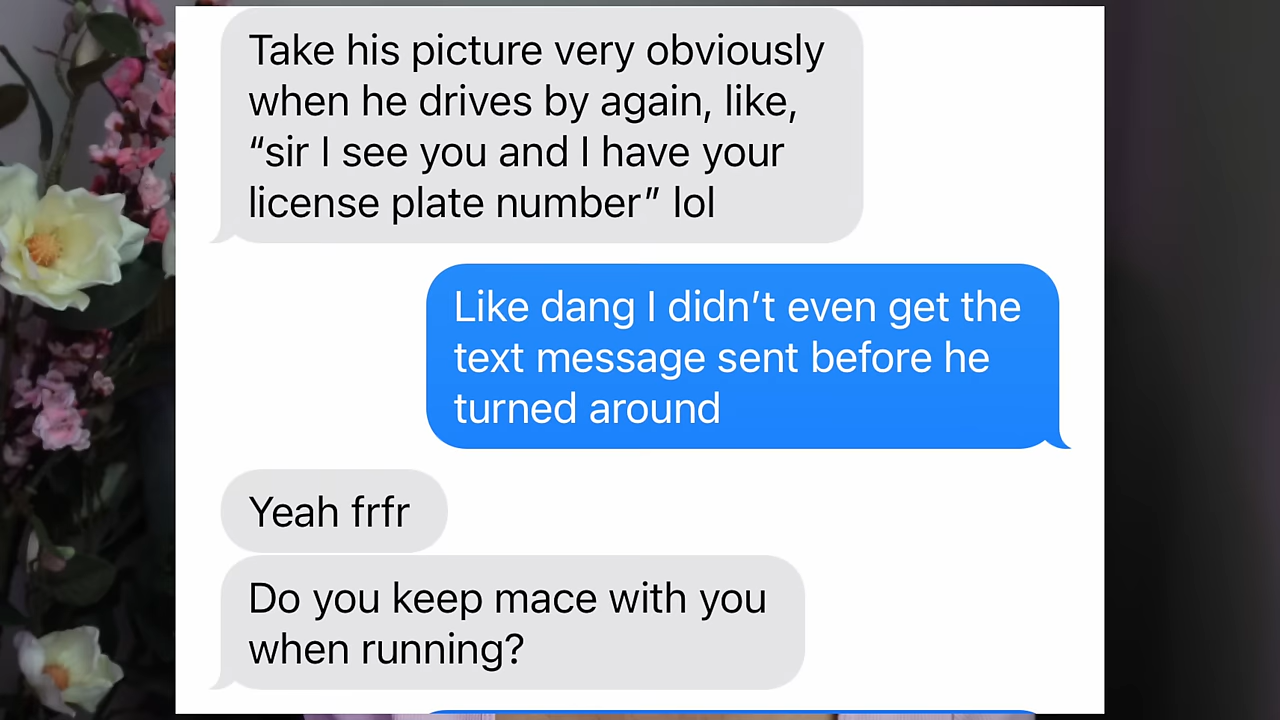 Take his picture very obviously
when he drives by again, like,
“sir I see you and I have your
license plate number” lol
Like dang I didn’t even get the
text message sent before he
turned around
Yeah frfr
Do you keep mace with you
when running?